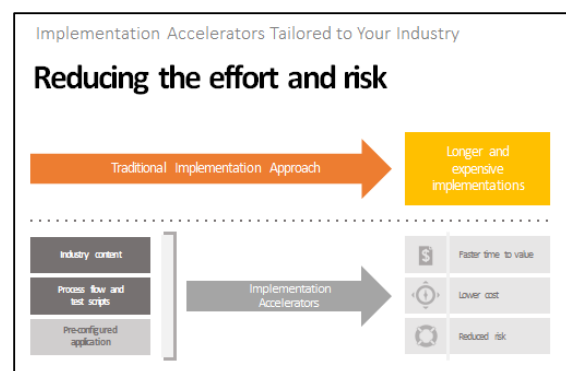 Implementation Accelerators Tailored to Your Industry
Reducing the effort and risk
Traditional Implementation Approach
Longer and
expensive
implementations
Industry content
Process flow and
test scripts
Pre-configured
application
Implementation
Accelerators
Faster time to value
Lower cost
Reduced risk